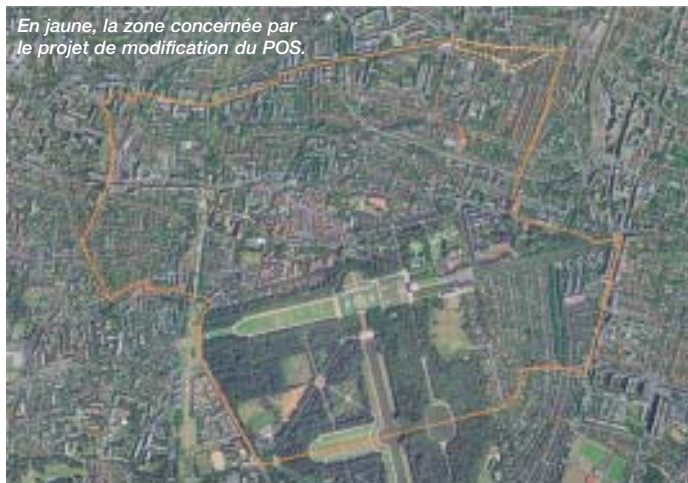 En jaune, la zone concernée par
le projet de modification du POS.